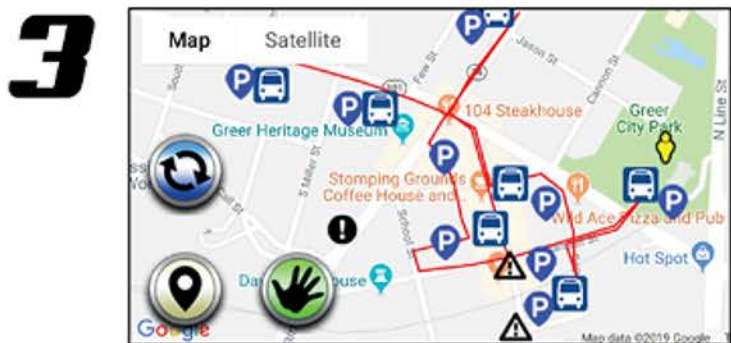 3
Map Satellite
Few St
Jason St
Cannon St
N Line St
104 Steakhouse
Greer
City Park
Greer Heritage Museum
S Miller St
Stomping Grounds
Coffee House and...
School St
Wild Ace Pizza and Pub
Hot Spot
Google
Map data ©2019 Google
P
P
P
P
P
P
P
P
P